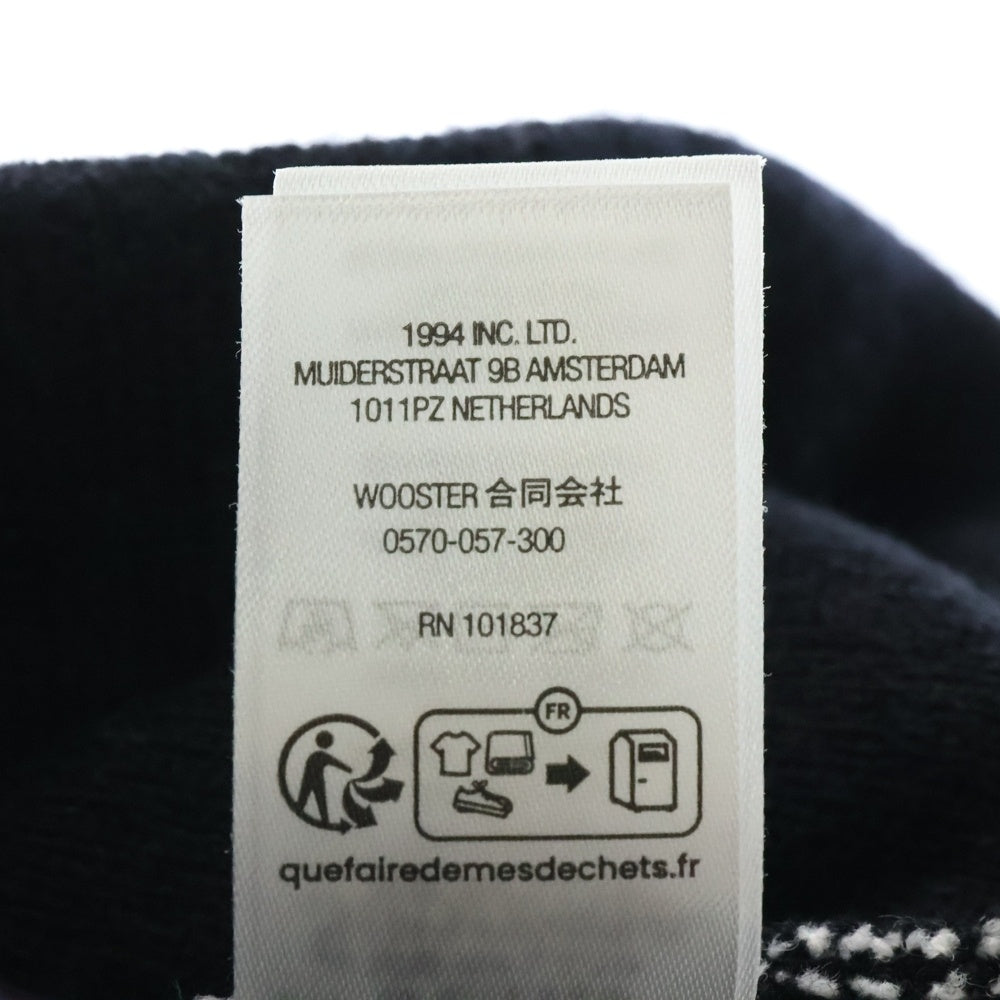 1994 INC. LTD.
MUIDERSTRAAT 9B AMSTERDAM
1011PZ NETHERLANDS
WOOSTER 合同会社
0570-057-300
RN 101837
FR
quefairedemesdechets.fr